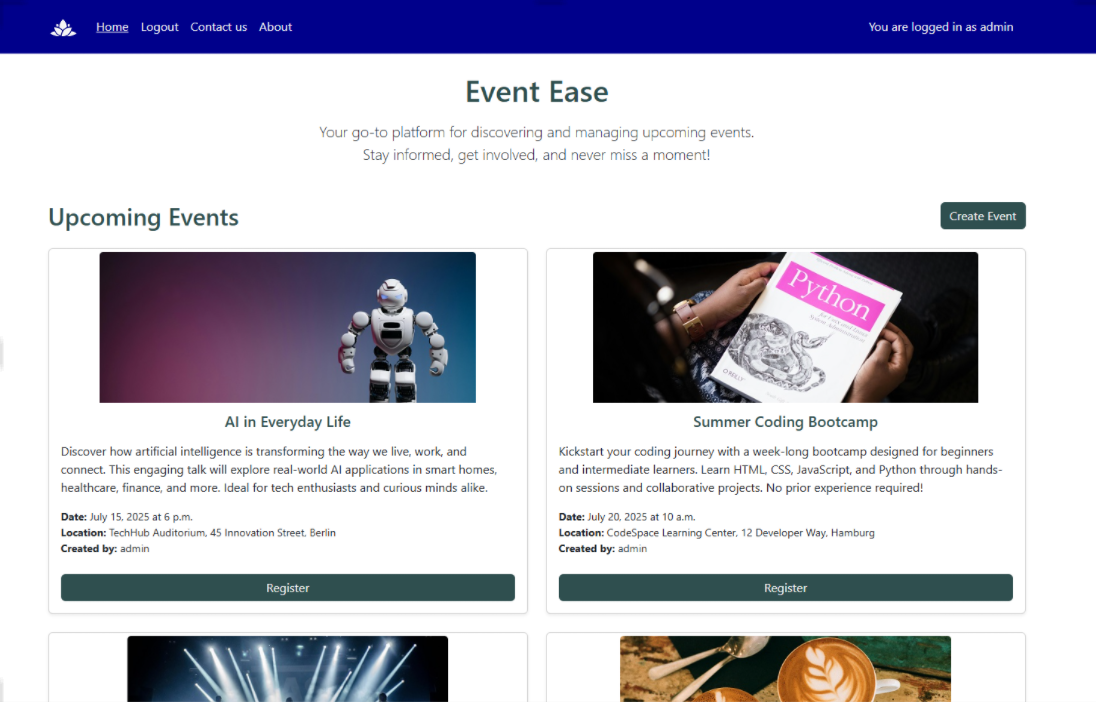 Home Logout Contact us About You are logged in as admin
Event Ease
Your go-to platform for discovering and managing upcoming events.
Stay informed, get involved, and never miss a moment!
Upcoming Events
Create Event
Python
O'REILLY
AI in Everyday Life
Discover how artificial intelligence is transforming the way we live, work, and
connect. This engaging talk will explore real-world AI applications in smart homes,
healthcare, finance, and more. Ideal for tech enthusiasts and curious minds alike.
Date: July 15, 2025 at 6 p.m.
Location: TechHub Auditorium, 45 Innovation Street, Berlin
Created by: admin
Register
Summer Coding Bootcamp
Kickstart your coding journey with a week-long bootcamp designed for beginners
and intermediate learners. Learn HTML, CSS, JavaScript, and Python through hands-
on sessions and collaborative projects. No prior experience required!
Date: July 20, 2025 at 10 a.m.
Location: CodeSpace Learning Center, 12 Developer Way, Hamburg
Created by: admin
Register